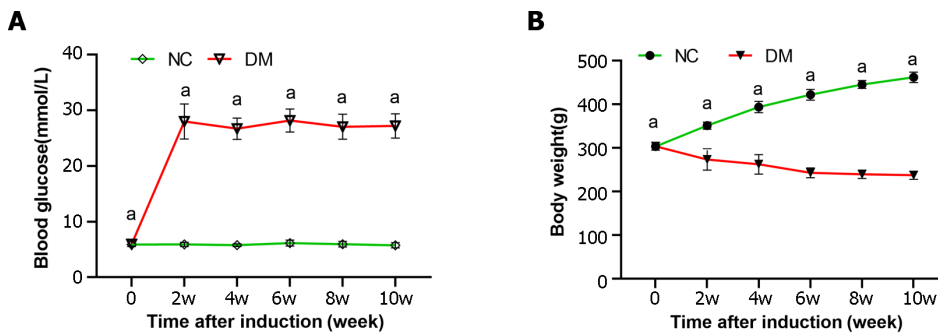 A
NC DM
Blood glucose(mmol/L)
40
30
20
10
0
a a a a a a
0 2w 4w 6w 8w 10w
Time after induction (week)
B
NC DM
Body weight(g)
500
400
300
200
100
0
a a a a a a
0 2w 4w 6w 8w 10w
Time after induction (week)